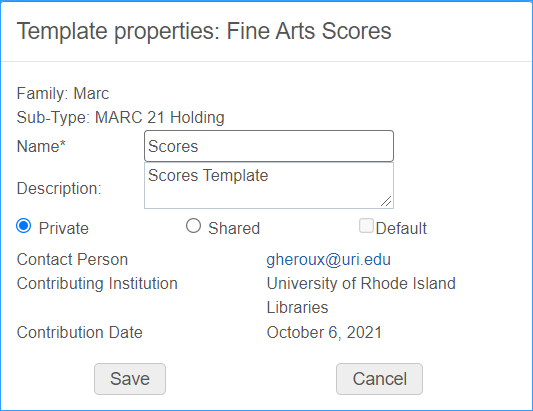 Template properties: Fine Arts Scores
Family: Marc
Sub-Type: MARC 21 Holding
Name* Scores
Description: Scores Template
Private Shared Default
Contact Person gheroux@uri.edu
Contributing Institution University of Rhode Island
Libraries
Contribution Date October 6, 2021
Save Cancel